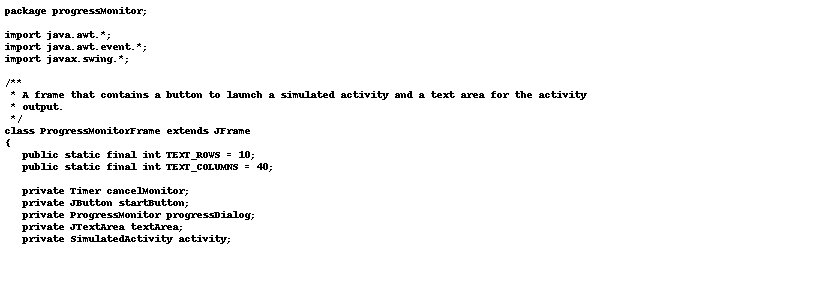 package progressMonitor;

import java.awt.*;
import java.awt.event.*;
import javax.swing.*;

/**
 * A frame that contains a button to launch a simulated activity and a text area for the activity
 * output.
 */
class ProgressMonitorFrame extends JFrame
{
   public static final int TEXT_ROWS = 10;
   public static final int TEXT_COLUMNS = 40;

   private Timer cancelMonitor;
   private JButton startButton;
   private ProgressMonitor progressDialog;
   private JTextArea textArea;
   private SimulatedActivity activity;